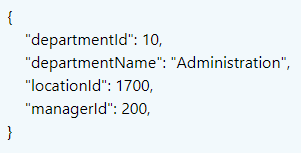 {
"departmentId": 10,
"departmentName": "Administration",
"locationId": 1700,
"managerId": 200,
}